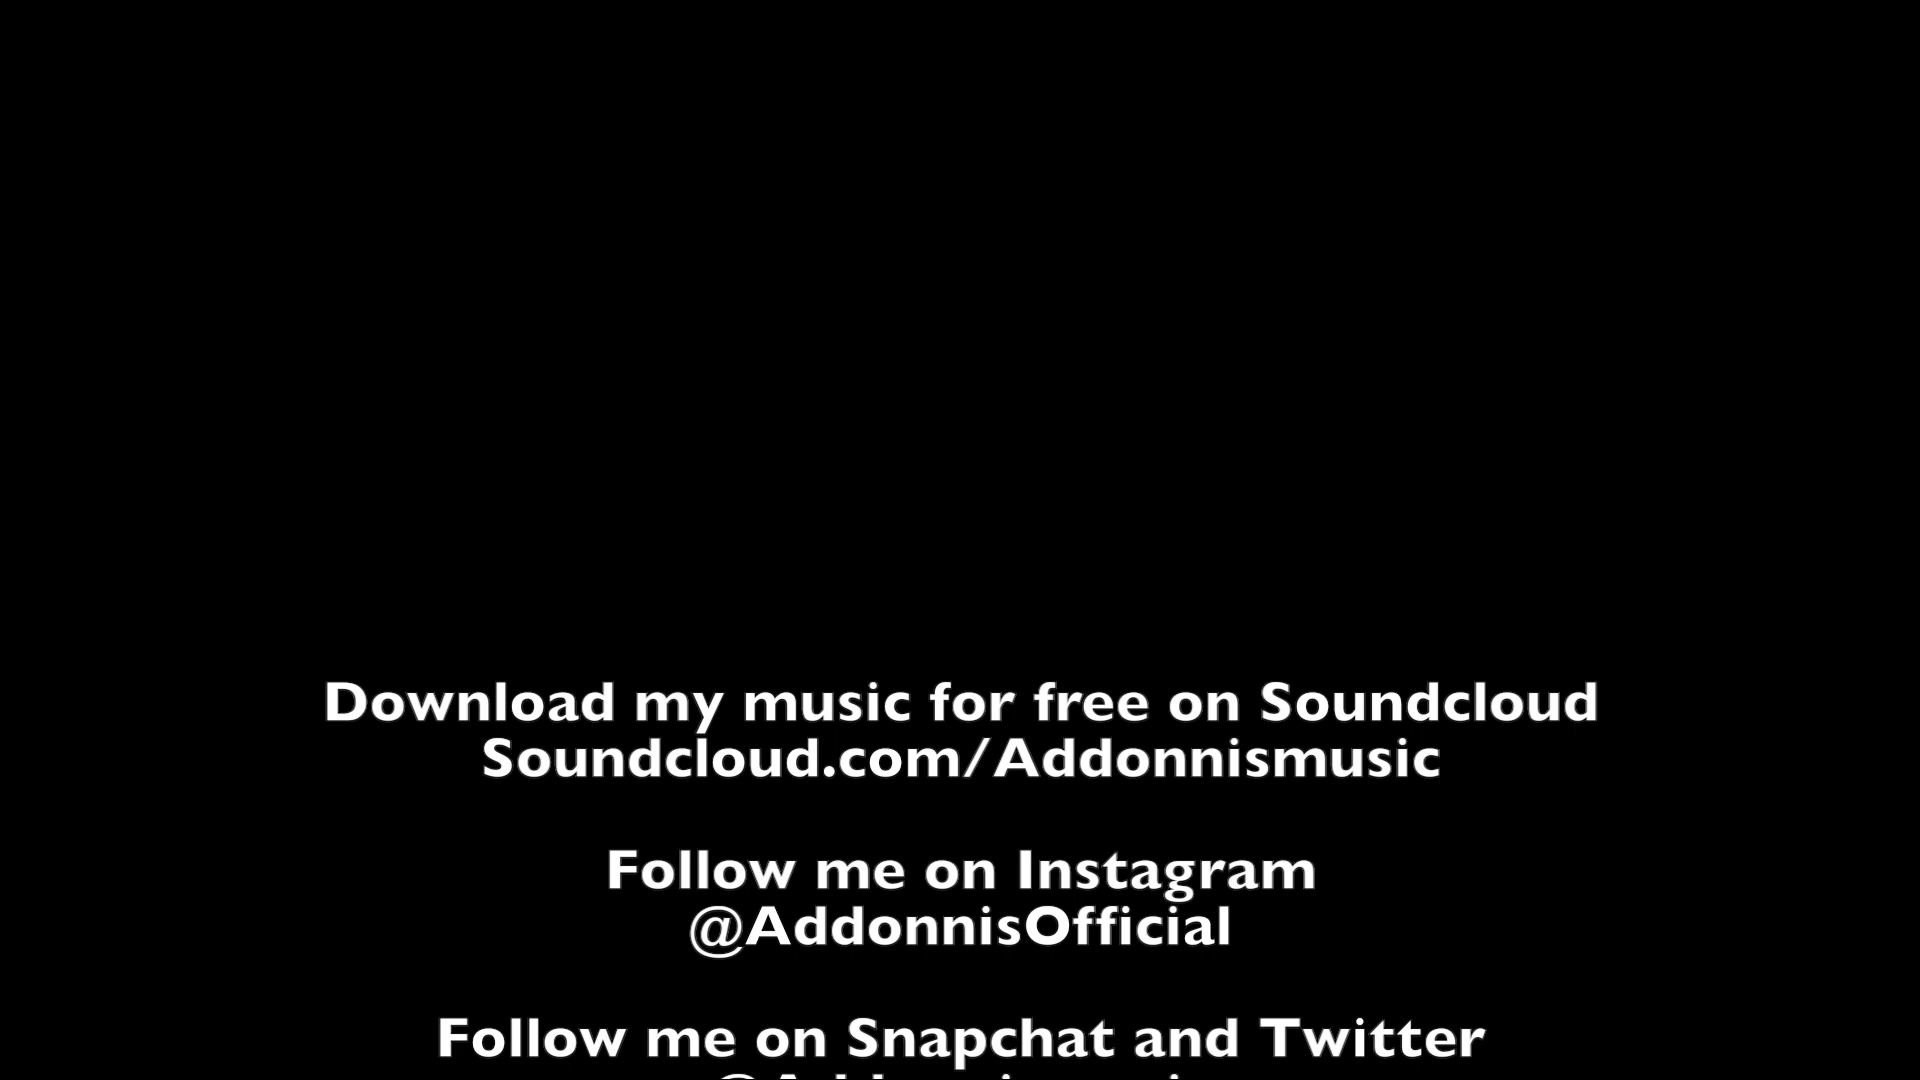 Download my music for free on Soundcloud
Soundcloud.com/Addonnismusic
Follow me on Instagram
@AddonnisOfficial
Follow me on Snapchat and Twitter